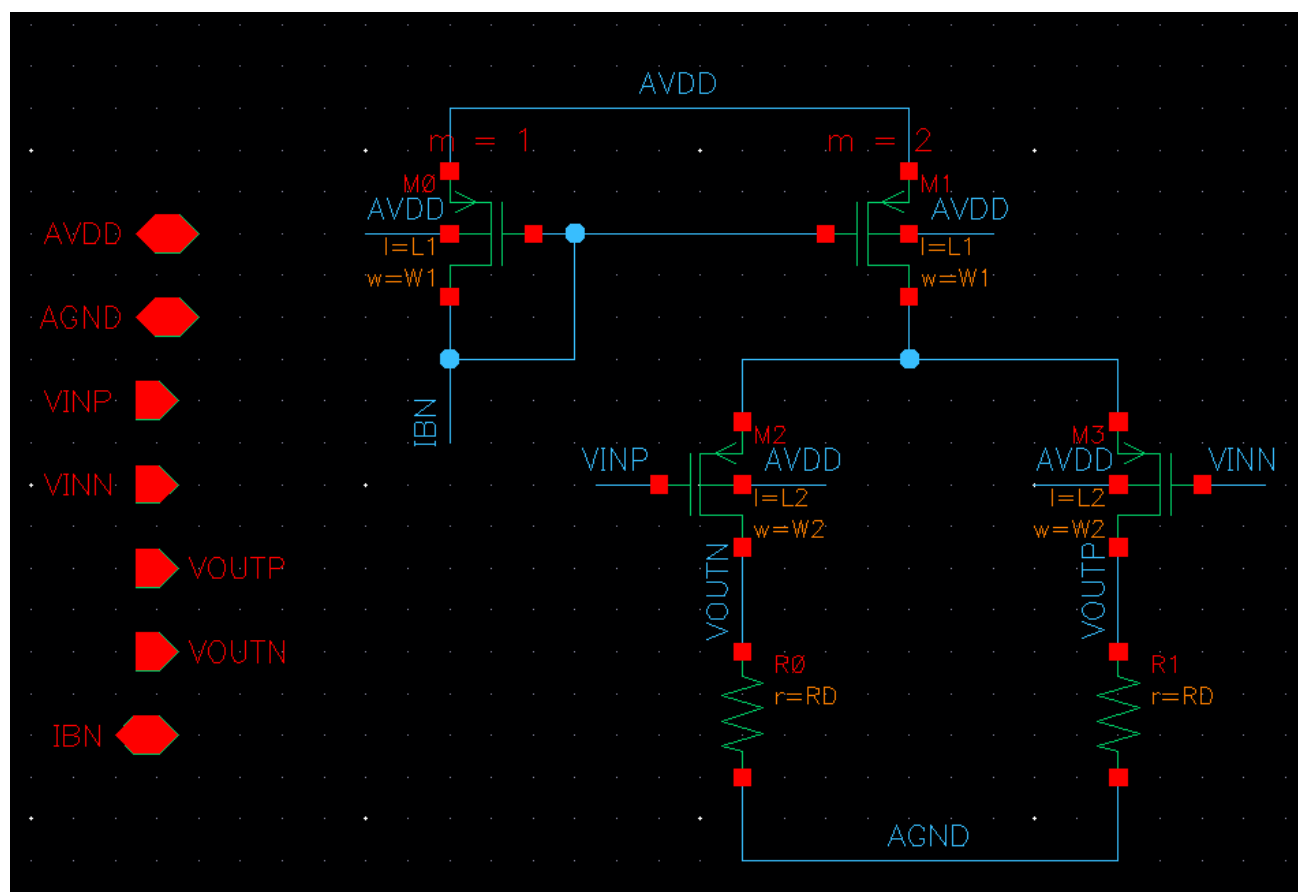 AVDD
m = 1
m = 2
M0
M1
AVDD
AVDD
AVDD
l=L1
l=L1
w=W1
w=W1
AGND
VINP
IBN
M2
M3
VINP
AVDD
AVDD
VINN
VINN
l=L2
l=L2
w=W2
w=W2
VOUTN
VOUTP
VOUTP
VOUTN
R0
R1
r=RD
r=RD
IBN
AGND